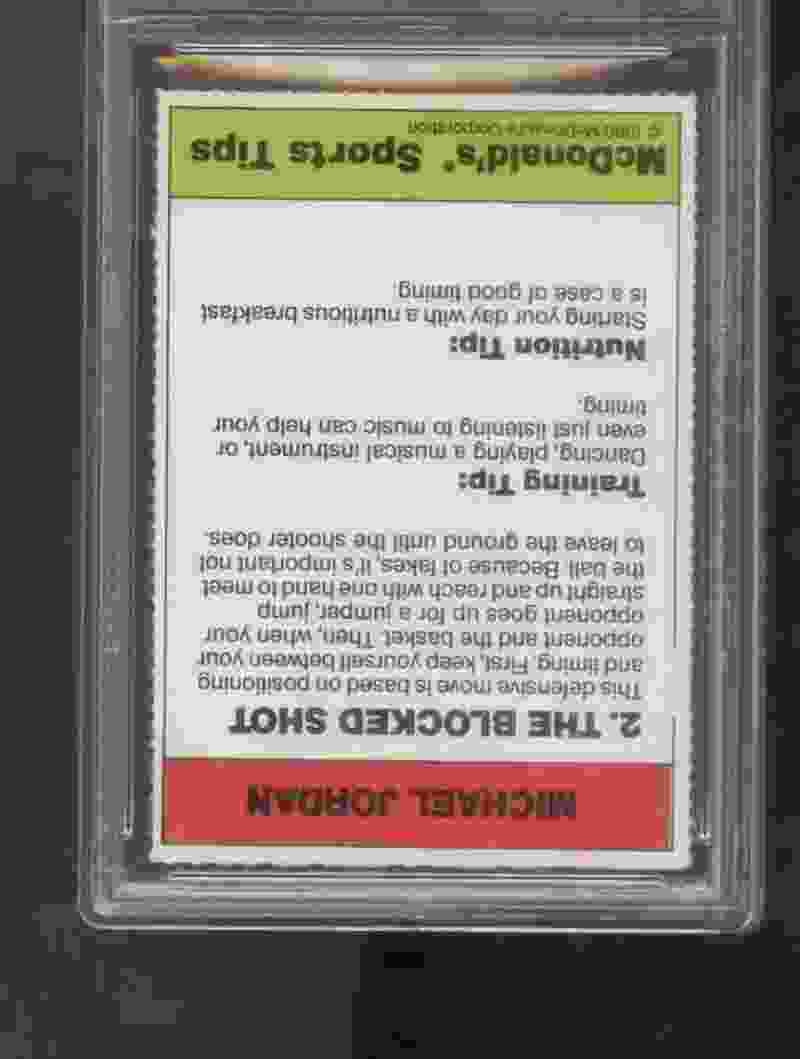 MICHAEL JORDAN
2. THE BLOCKED SHOT
This defensive move is based on positioning
and timing. First, keep yourself between your
opponent and the basket. Then, when your
opponent goes up for a jumper, jump
straight up and reach with one hand to meet
the ball. Because of fakes, it's important not
to leave the ground until the shooter does.
Training Tip:
Dancing, playing a musical instrument, or
even just listening to music can help your
timing.
Nutrition Tip:
Starting your day with a nutritious breakfast
is a case of good timing.
McDonald's® Sports Tips
© McDonald's Corporation